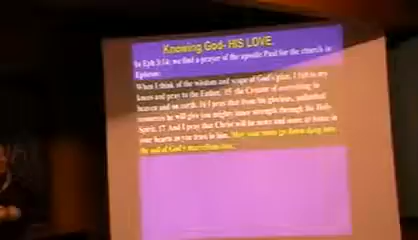 Knowing God- HIS LOVE.
In Eph 3:14; we find a prayer of the apostle Paul for the church in
Ephesus:
When I think of the wisdom and scope of God's plan, I fall to my
knees and pray to the Father, 15 the Creator of everything in
heaven and on earth. 16 I pray that from his glorious, unlimited
resources he will give you mighty inner strength through his Holy
Spirit. 17 And I pray that Christ will be more and more at home in
your hearts as you trust in him. May your roots go down deep into
the soil of God's marvellous love.